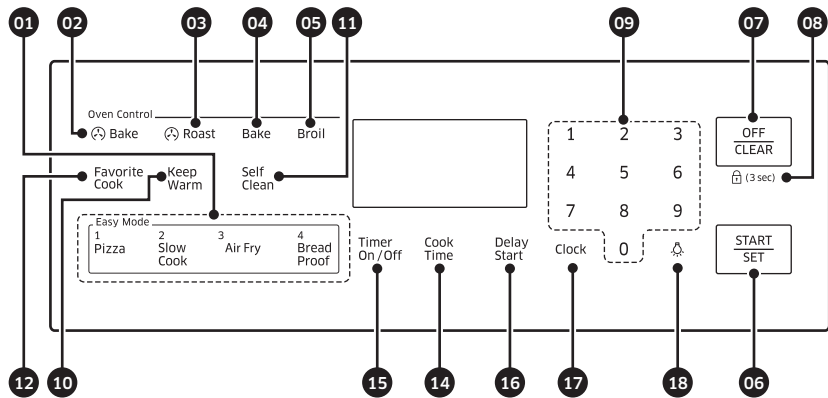 01
02
03
04
05
11
09
07
08
Oven Control
Bake
Roast
Bake
Broil
1 2 3
OFF
CLEAR
(3 sec)
Favorite
Cook
Keep
Warm
Self
Clean
4 5 6
7 8 9
Easy Mode
1
Pizza
2
Slow
Cook
3
Air Fry
4
Bread
Proof
Timer
On/Off
Cook
Time
Delay
Start
Clock
0
START
SET
12
10
15
14
16
17
18
06